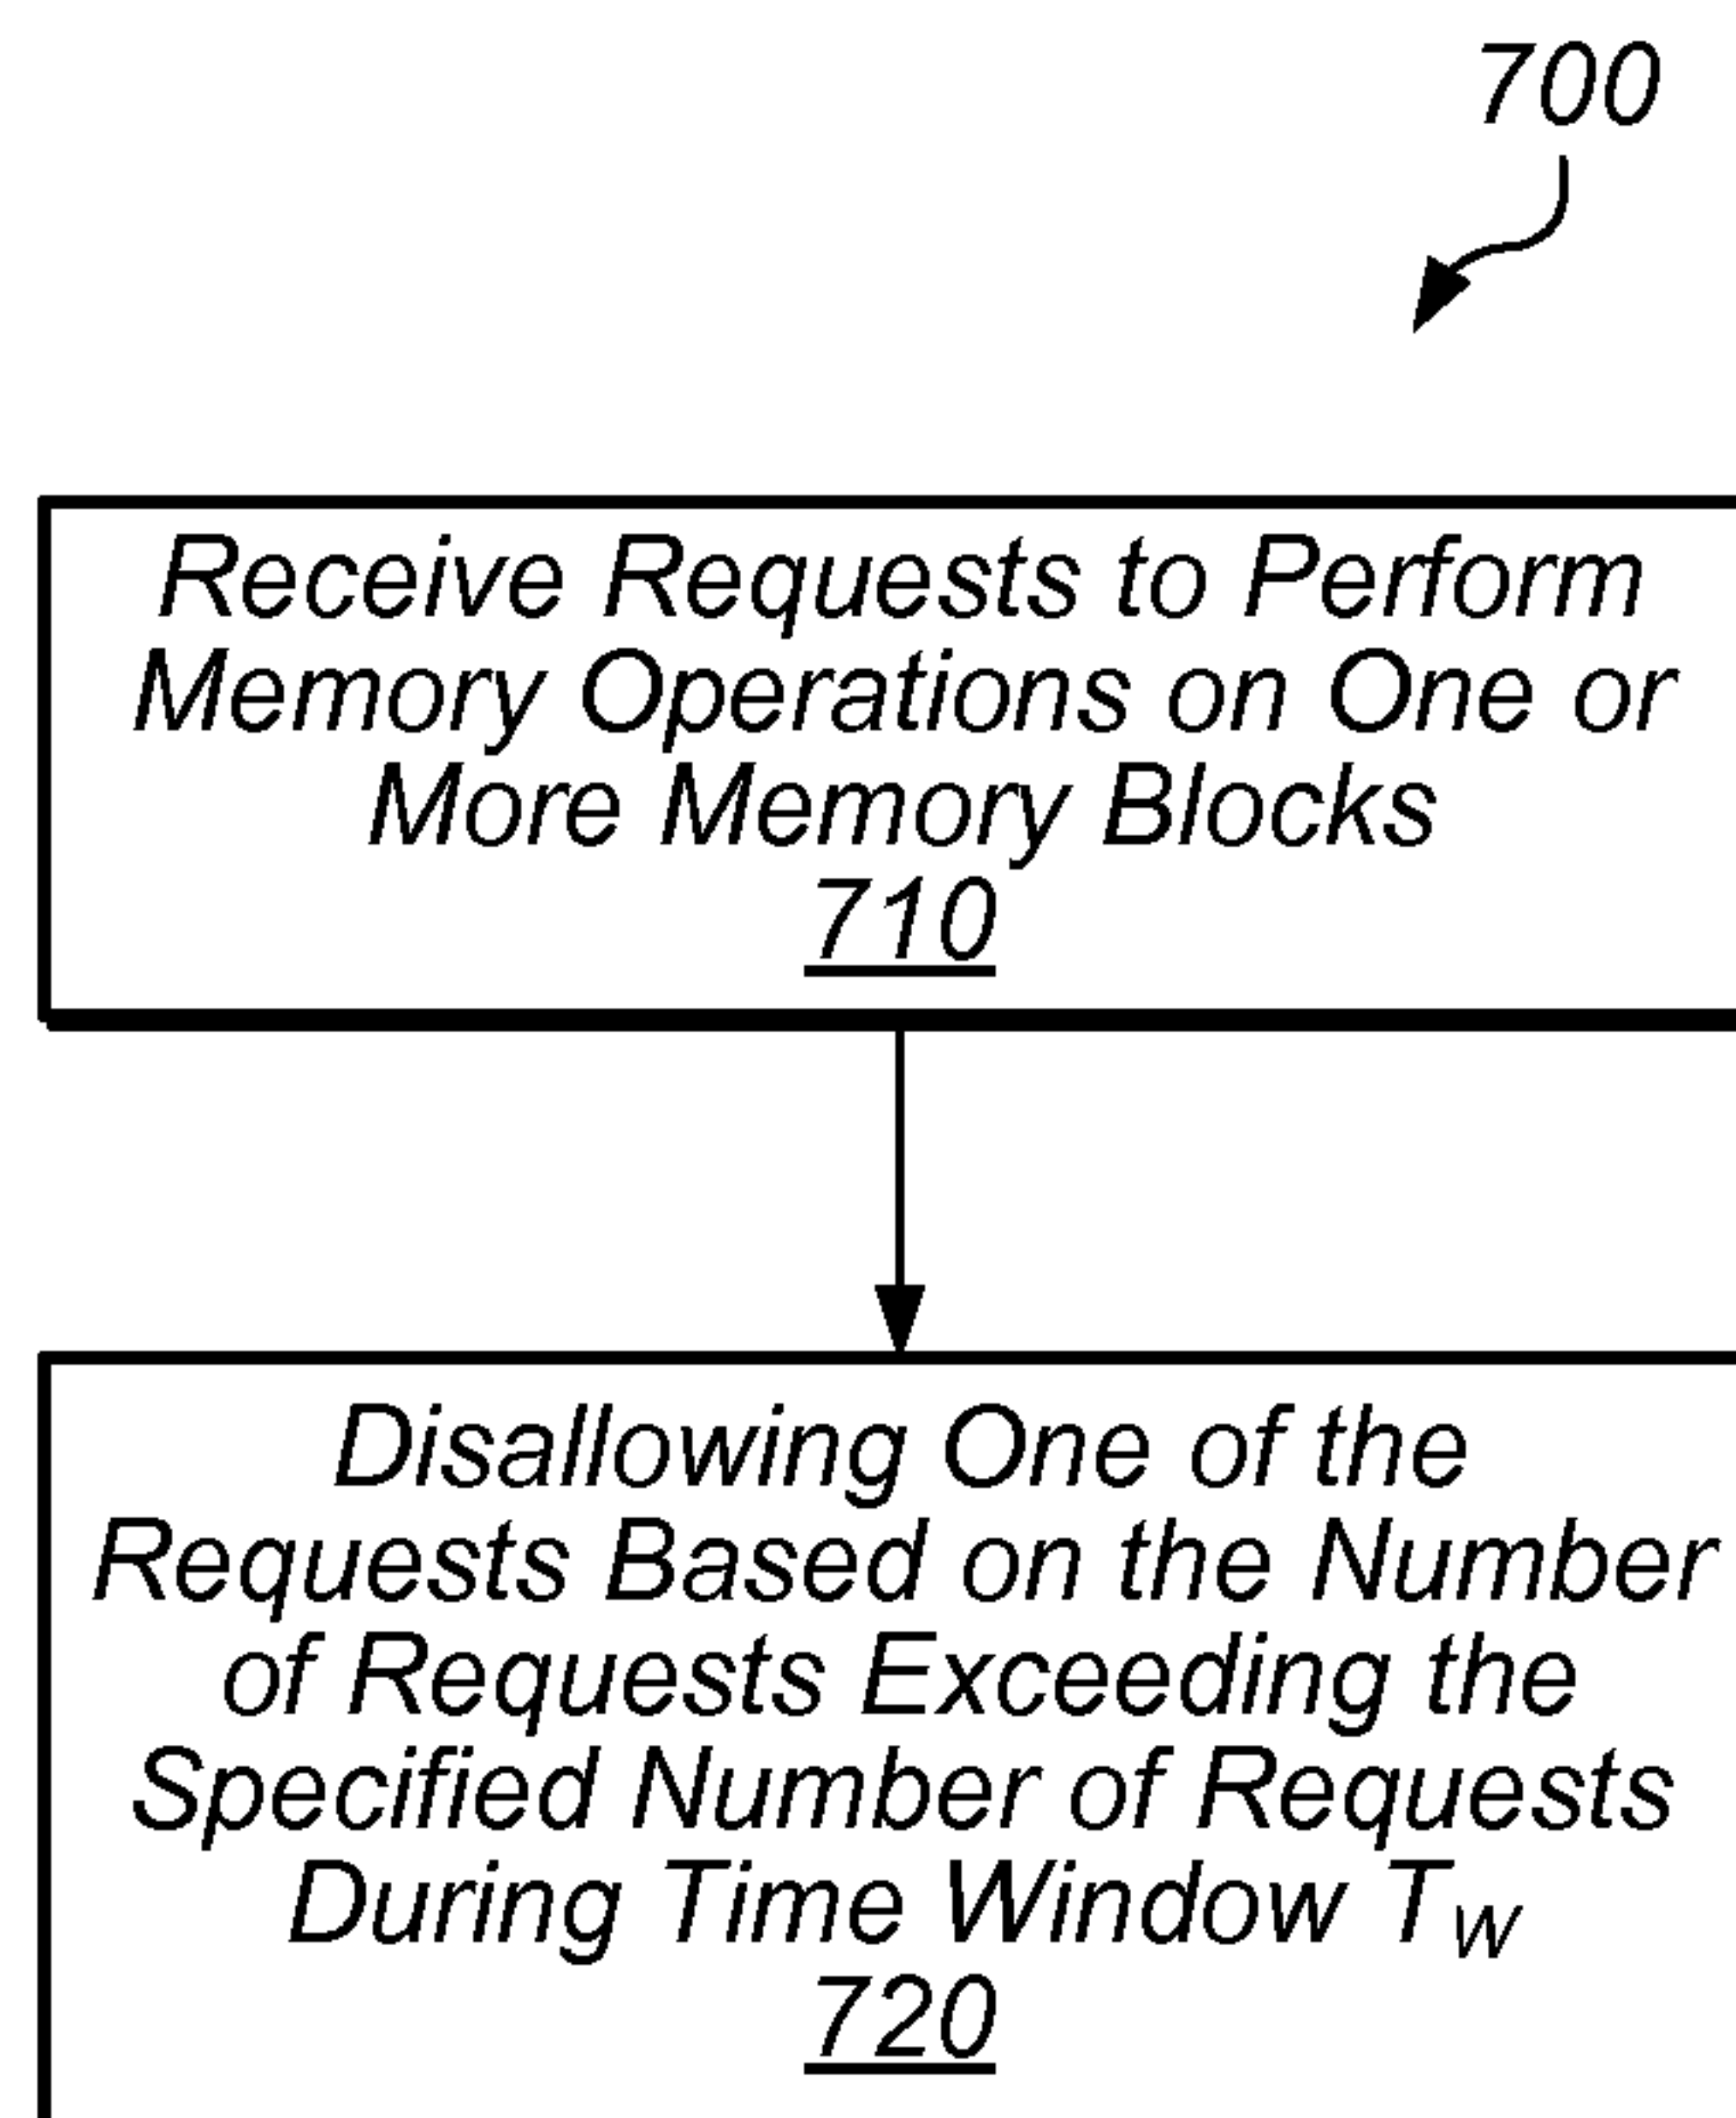 700
Receive Requests to Perform
Memory Operations on One or
More Memory Blocks
710
Disallowing One of the
Requests Based on the Number
of Requests Exceeding the
Specified Number of Requests
During Time Window TW
720